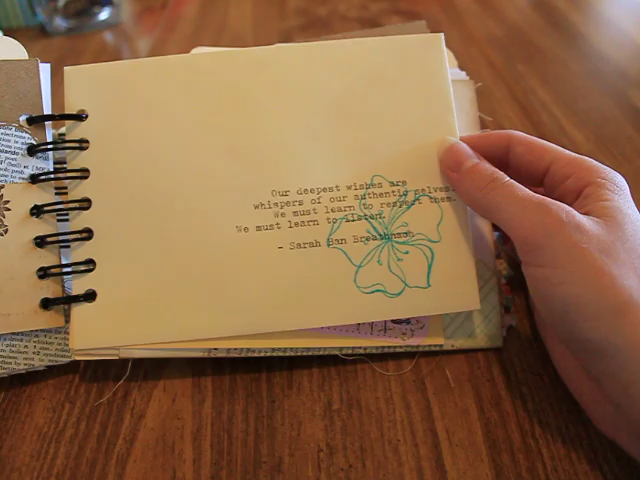 Our deepest wishes are
whispers of our authentic selves.
We must learn to respect them.
We must learn to listen.
- Sarah Ban Breathnach